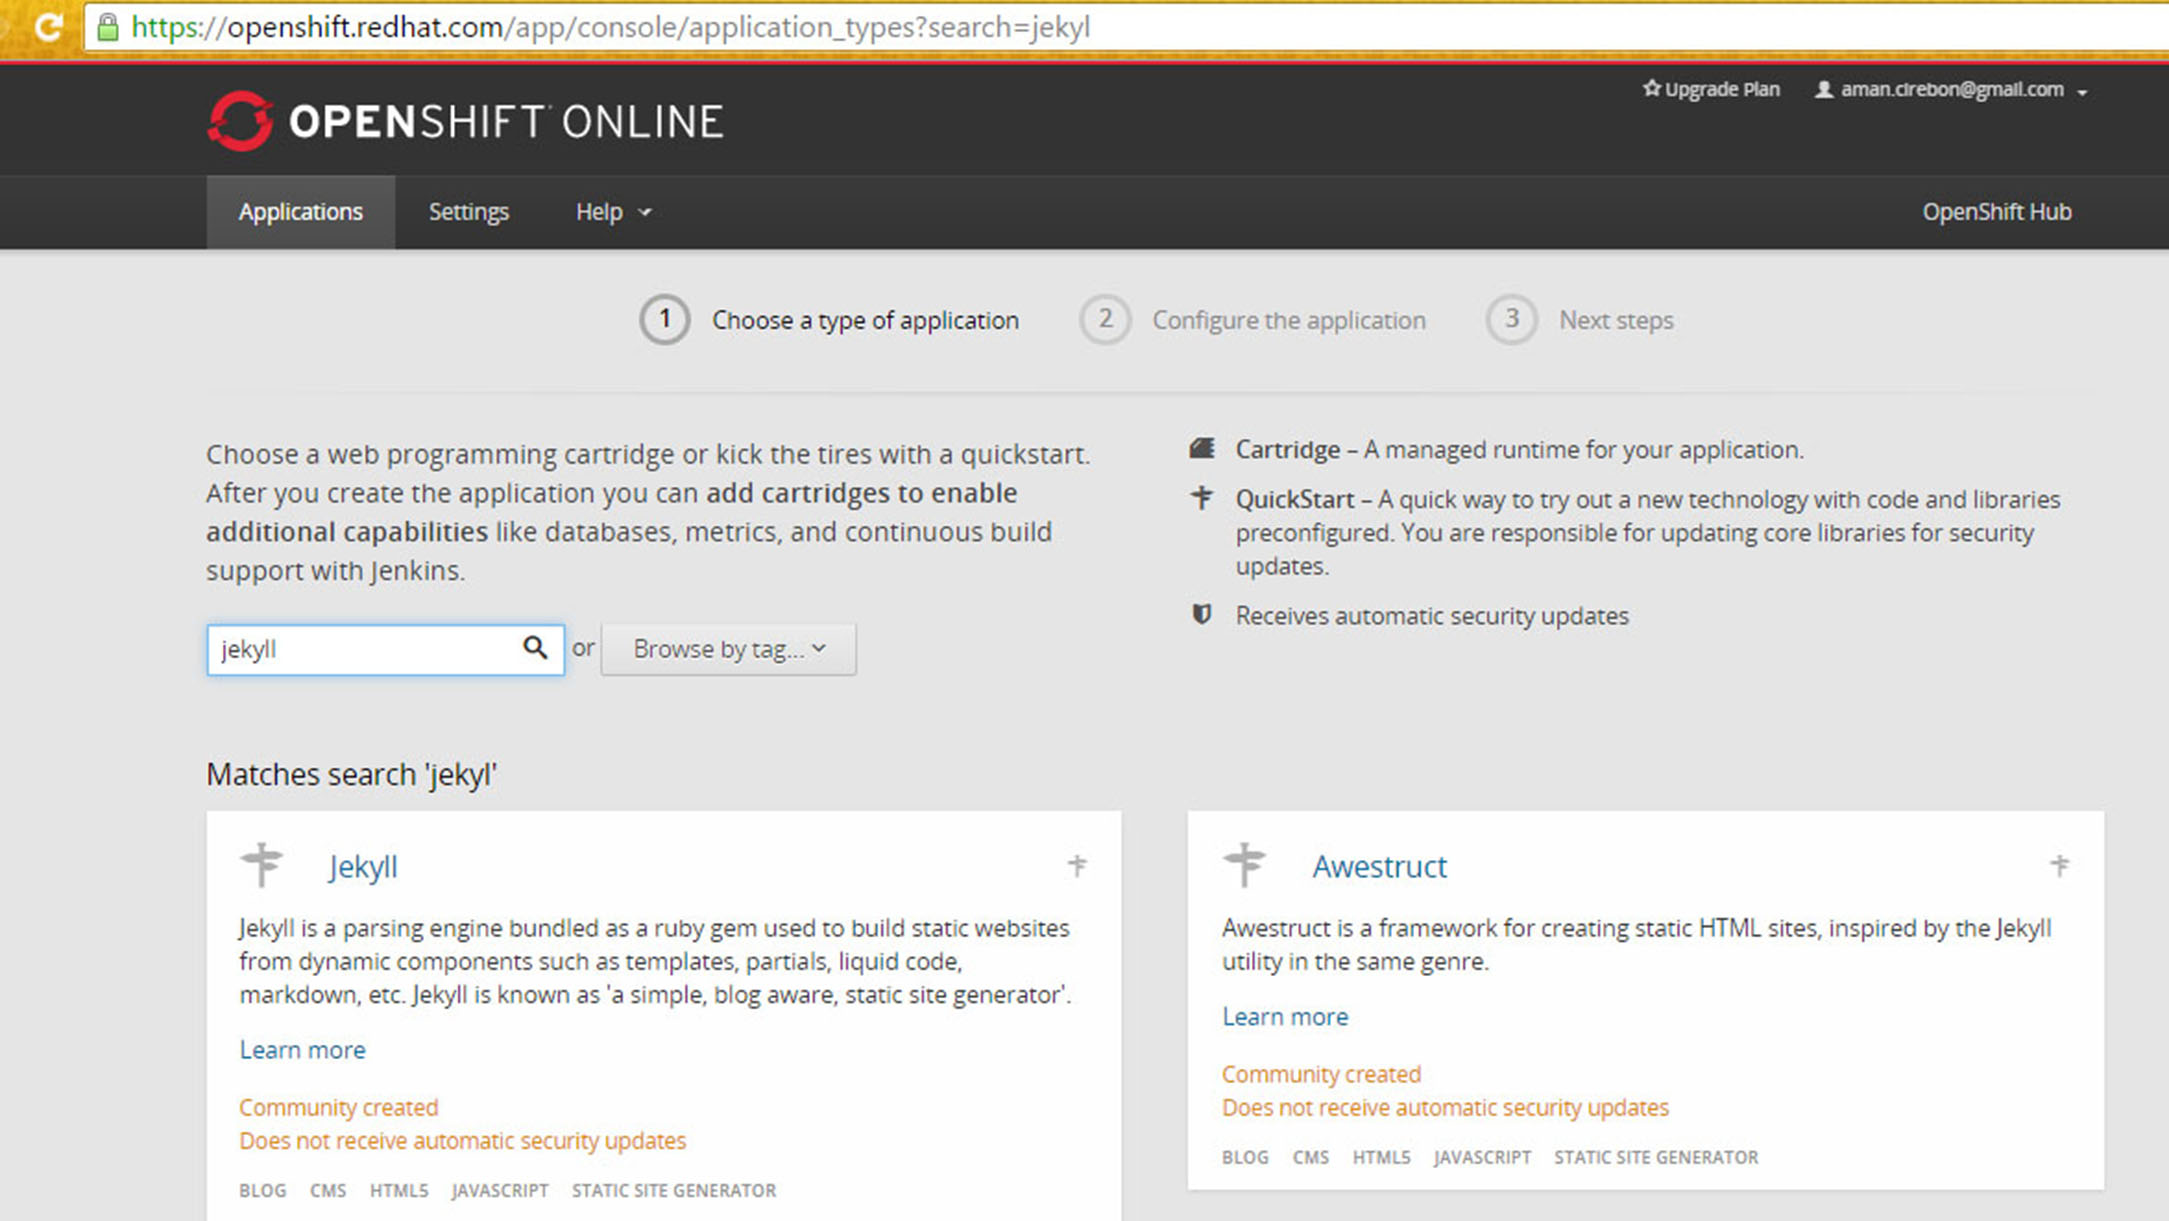 https://openshift.redhat.com/app/console/application_types?search=jekyl
Upgrade Plan
aman.cirebon@gmail.com
OPENSHIFT ONLINE
Applications
Settings
Help
OpenShift Hub
1 Choose a type of application
2 Configure the application
3 Next steps
Choose a web programming cartridge or kick the tires with a quickstart.
After you create the application you can add cartridges to enable
additional capabilities like databases, metrics, and continuous build
support with Jenkins.
Cartridge – A managed runtime for your application.
QuickStart – A quick way to try out a new technology with code and libraries
preconfigured. You are responsible for updating core libraries for security
updates.
Receives automatic security updates
jekyll
or
Browse by tag...
Matches search 'jekyl'
Jekyll
Jekyll is a parsing engine bundled as a ruby gem used to build static websites
from dynamic components such as templates, partials, liquid code,
markdown, etc. Jekyll is known as 'a simple, blog aware, static site generator'.
Learn more
Community created
Does not receive automatic security updates
BLOG CMS HTML5 JAVASCRIPT STATIC SITE GENERATOR
Awestruct
Awestruct is a framework for creating static HTML sites, inspired by the Jekyll
utility in the same genre.
Learn more
Community created
Does not receive automatic security updates
BLOG CMS HTML5 JAVASCRIPT STATIC SITE GENERATOR